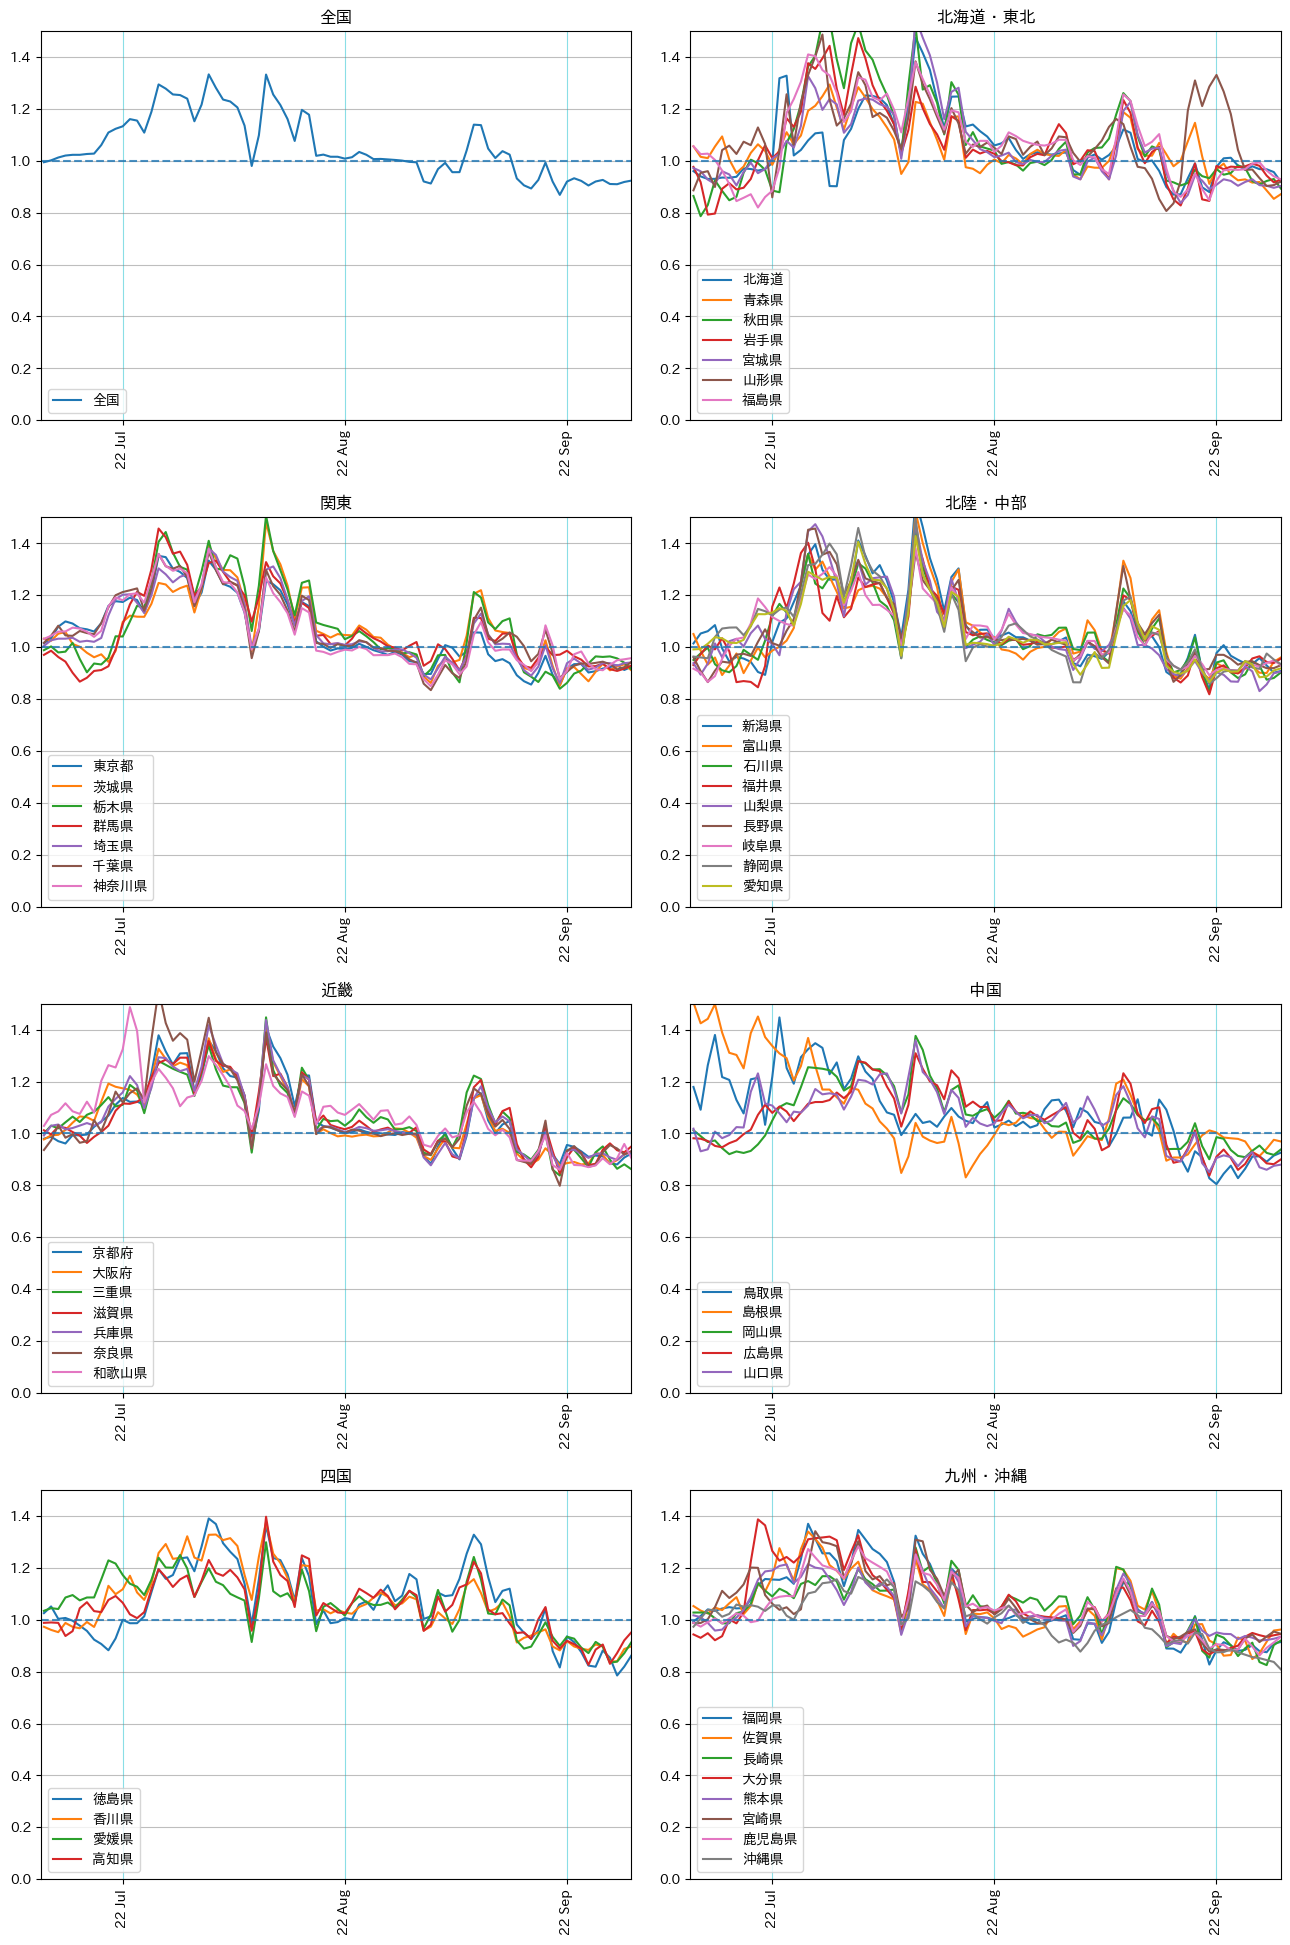 全国
1.4
1.2
1.0
0.8
0.6
0.4
0.2
0.0
全国
22 Jul
22 Aug
22 Sep
北海道・東北
1.4
1.2
1.0
0.8
0.6
0.4
0.2
0.0
北海道
青森県
秋田県
岩手県
宮城県
山形県
福島県
22 Jul
22 Aug
22 Sep
関東
1.4
1.2
1.0
0.8
0.6
0.4
0.2
0.0
東京都
茨城県
栃木県
群馬県
埼玉県
千葉県
神奈川県
22 Jul
22 Aug
22 Sep
北陸・中部
1.4
1.2
1.0
0.8
0.6
0.4
0.2
0.0
新潟県
富山県
石川県
福井県
山梨県
長野県
岐阜県
静岡県
愛知県
22 Jul
22 Aug
22 Sep
近畿
1.4
1.2
1.0
0.8
0.6
0.4
0.2
0.0
京都府
大阪府
三重県
滋賀県
兵庫県
奈良県
和歌山県
22 Jul
22 Aug
22 Sep
中国
1.4
1.2
1.0
0.8
0.6
0.4
0.2
0.0
鳥取県
島根県
岡山県
広島県
山口県
22 Jul
22 Aug
22 Sep
四国
1.4
1.2
1.0
0.8
0.6
0.4
0.2
0.0
徳島県
香川県
愛媛県
高知県
22 Jul
22 Aug
22 Sep
九州・沖縄
1.4
1.2
1.0
0.8
0.6
0.4
0.2
0.0
福岡県
佐賀県
長崎県
大分県
熊本県
宮崎県
鹿児島県
沖縄県
22 Jul
22 Aug
22 Sep